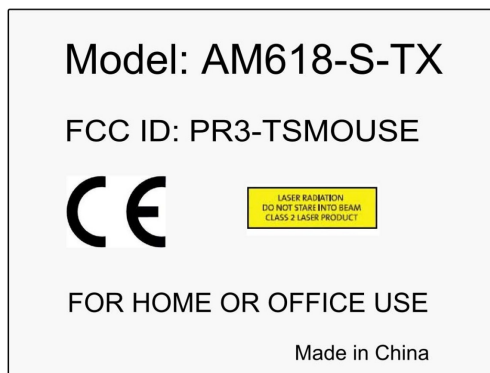 Model: AM618-S-TX
FCC ID: PR3-TSMOUSE
CE
LASER RADIATION
DO NOT STARE INTO BEAM
CLASS 2 LASER PRODUCT
FOR HOME OR OFFICE USE
Made in China